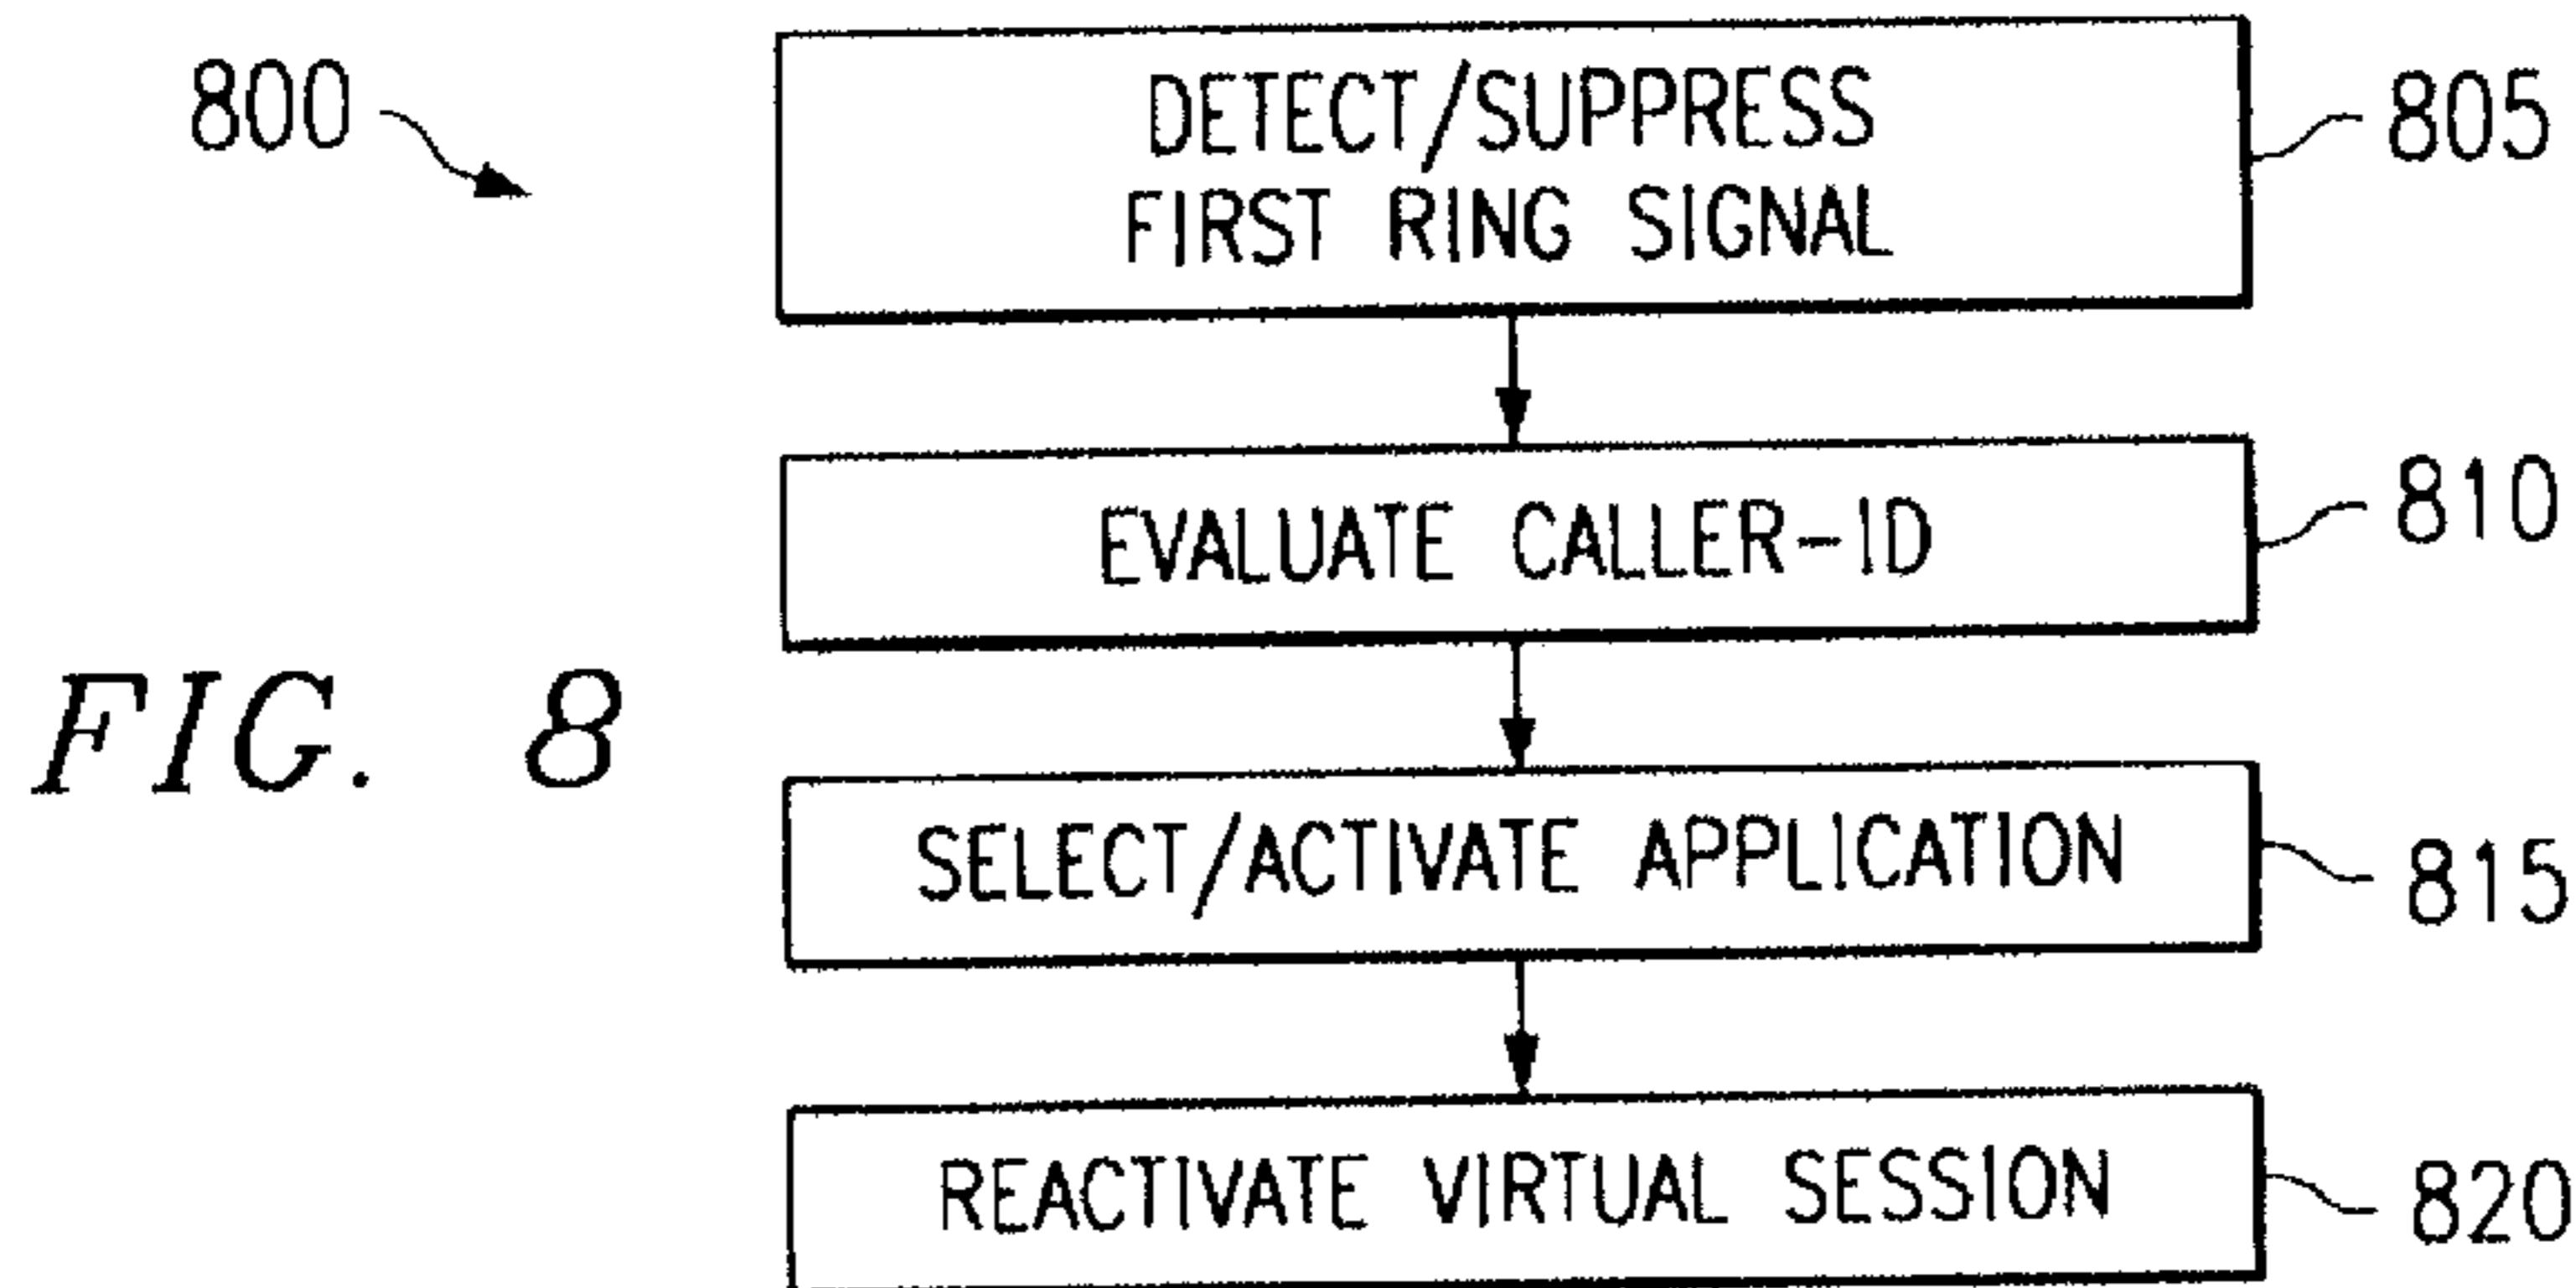 800
DETECT/SUPPRESS
FIRST RING SIGNAL
805
EVALUATE CALLER-ID
810
FIG. 8
SELECT/ACTIVATE APPLICATION
815
REACTIVATE VIRTUAL SESSION
820